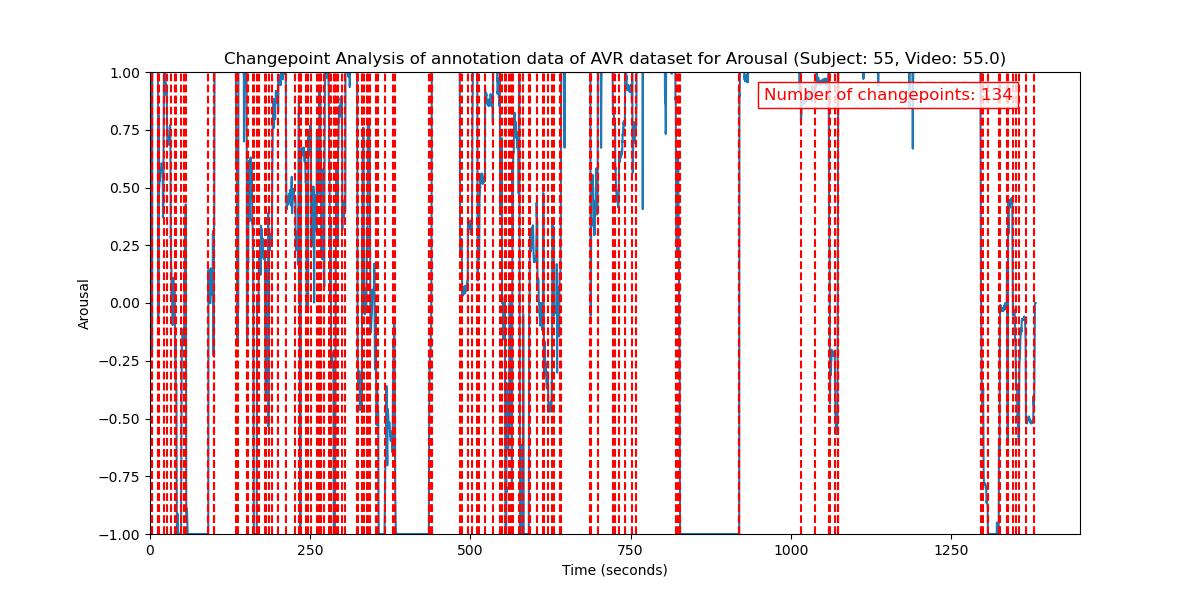 Changepoint Analysis of annotation data of AVR dataset for Arousal (Subject: 55, Video: 55.0)
Number of changepoints: 134
Arousal
1.00
0.75
0.50
0.25
0.00
−0.25
−0.50
−0.75
−1.00
0 250 500 750 1000 1250
Time (seconds)